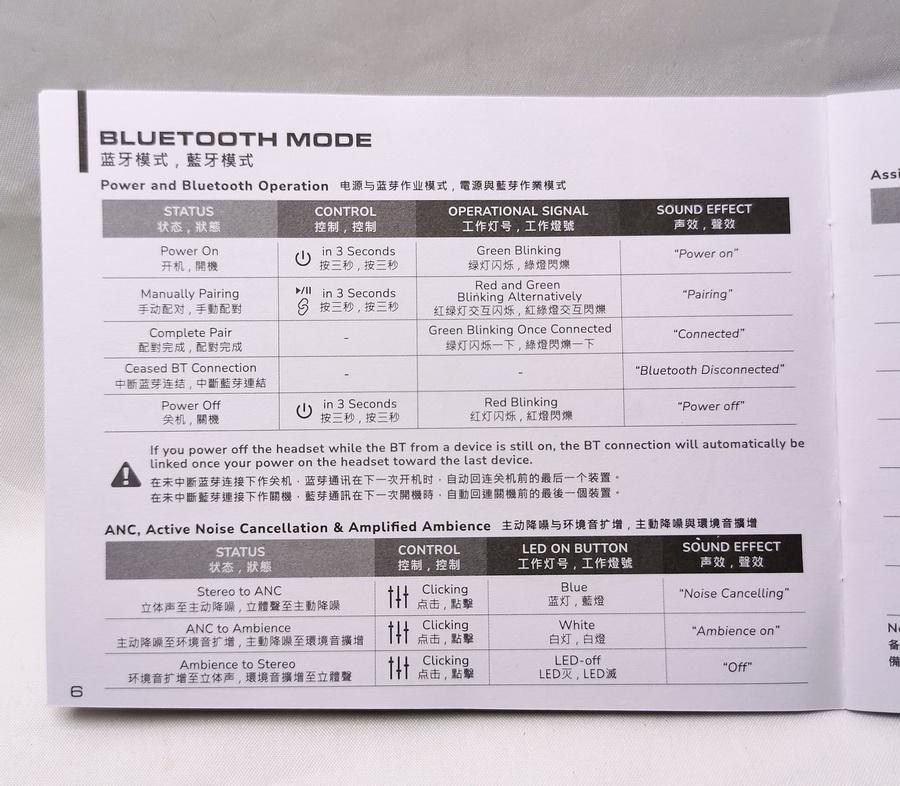 BLUETOOTH MODE
蓝牙模式 , 藍牙模式
Power and Bluetooth Operation 电源与蓝芽作业模式 , 電源與藍芽作業模式
STATUS CONTROL OPERATIONAL SIGNAL SOUND EFFECT
状态 , 狀態 控制 , 控制 工作灯号 , 工作燈號 声效 , 聲效
Power On in 3 Seconds Green Blinking “Power on”
开机 , 開機 按三秒 , 按三秒 绿灯闪烁 , 綠燈閃爍
Manually Pairing in 3 Seconds Red and Green Blinking Alternatively “Pairing”
手动配对 , 手動配對 按三秒 , 按三秒 红绿灯交互闪烁 , 紅綠燈交互閃爍
Complete Pair - Green Blinking Once Connected “Connected”
配對完成 , 配對完成 绿灯闪烁一下 , 綠燈閃爍一下
Ceased BT Connection - - “Bluetooth Disconnected”
中断蓝芽连结 , 中斷藍芽連結
Power Off in 3 Seconds Red Blinking “Power off”
关机 , 關機 按三秒 , 按三秒 红灯闪烁 , 紅燈閃爍
If you power off the headset while the BT from a device is still on, the BT connection will automatically be
linked once your power on the headset toward the last device.
在未中断蓝芽连接下作关机 · 蓝芽通讯在下一次开机时 · 自动回连关机前的最后一个装置。
在未中斷藍芽連接下作關機 · 藍芽通訊在下一次開機時 · 自動回連關機前的最後一個裝置。
ANC, Active Noise Cancellation & Amplified Ambience 主动降噪与环境音扩增 , 主動降噪與環境音擴增
STATUS CONTROL LED ON BUTTON SOUND EFFECT
状态 , 狀態 控制 , 控制 工作灯号 , 工作燈號 声效 , 聲效
Stereo to ANC Clicking Blue “Noise Cancelling”
立体声至主动降噪 , 立體聲至主動降噪 点击 , 點擊 蓝灯 , 藍燈
ANC to Ambience Clicking White “Ambience on”
主动降噪至环境音扩增 , 主動降噪至環境音擴增 点击 , 點擊 白灯 , 白燈
Ambience to Stereo Clicking LED-off “Off”
环境音扩增至立体声 , 環境音擴增至立體聲 点击 , 點擊 LED灭 , LED滅
6